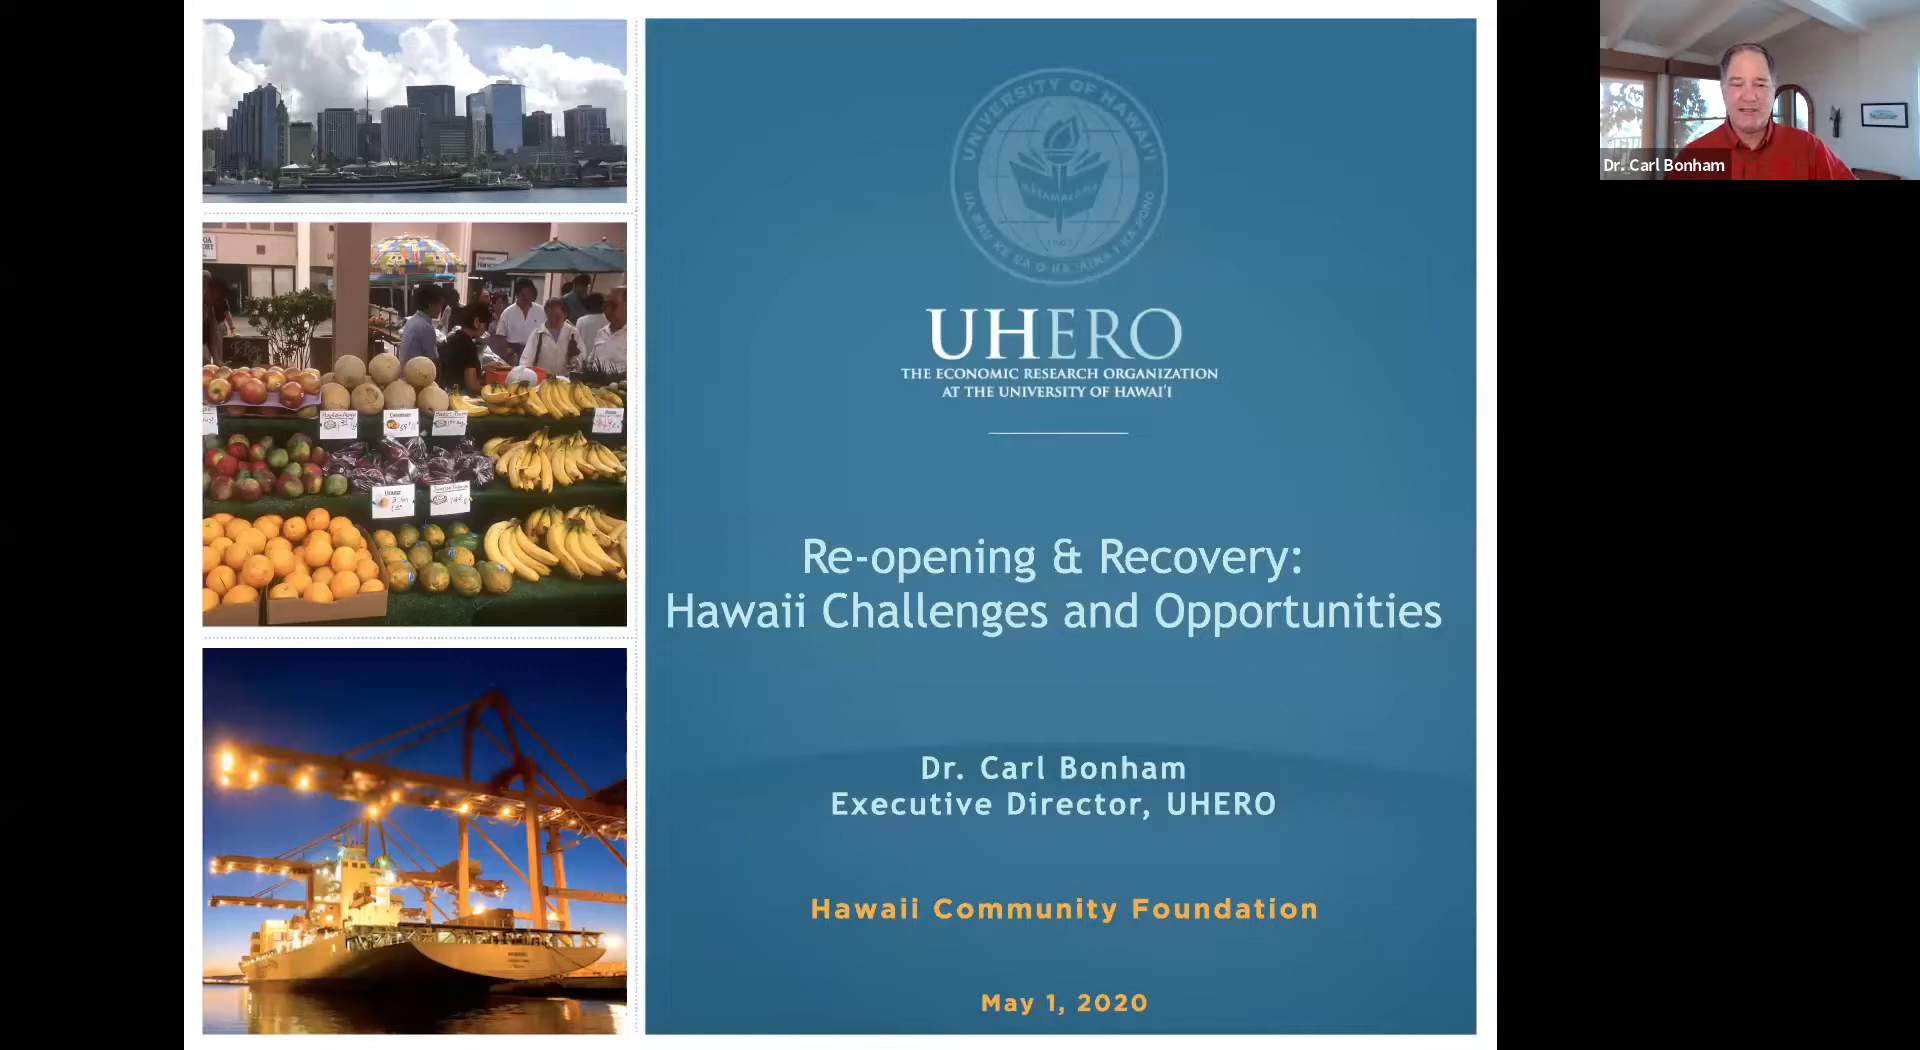 UNIVERSITY OF HAWAI'I
UHERO
THE ECONOMIC RESEARCH ORGANIZATION
AT THE UNIVERSITY OF HAWAI'I
Re-opening & Recovery:
Hawaii Challenges and Opportunities
Dr. Carl Bonham
Executive Director, UHERO
Hawaii Community Foundation
May 1, 2020
Dr. Carl Bonham